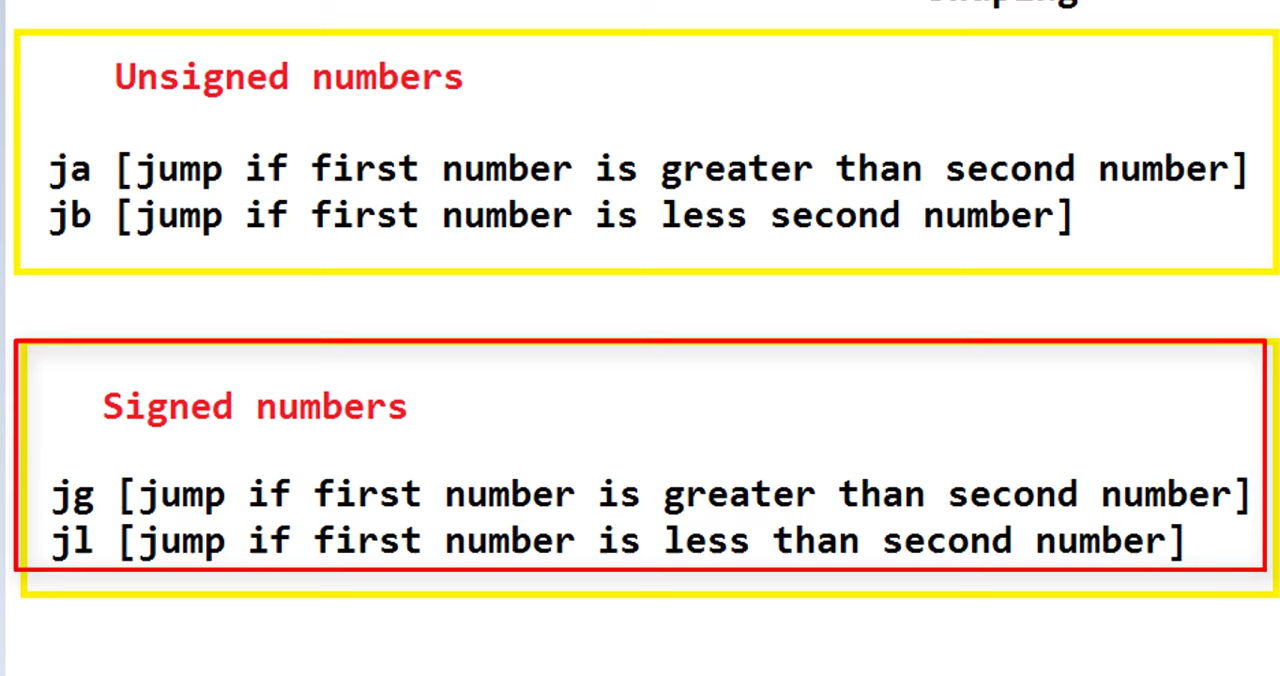 Unsigned numbers
ja [jump if first number is greater than second number]
jb [jump if first number is less second number]
Signed numbers
jg [jump if first number is greater than second number]
jl [jump if first number is less than second number]